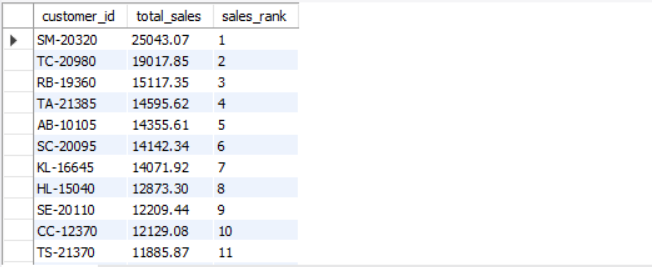 customer_id total_sales sales_rank
SM-20320 25043.07 1
TC-20980 19017.85 2
RB-19360 15117.35 3
TA-21385 14595.62 4
AB-10105 14355.61 5
SC-20095 14142.34 6
KL-16645 14071.92 7
HL-15040 12873.30 8
SE-20110 12209.44 9
CC-12370 12129.08 10
TS-21370 11885.87 11